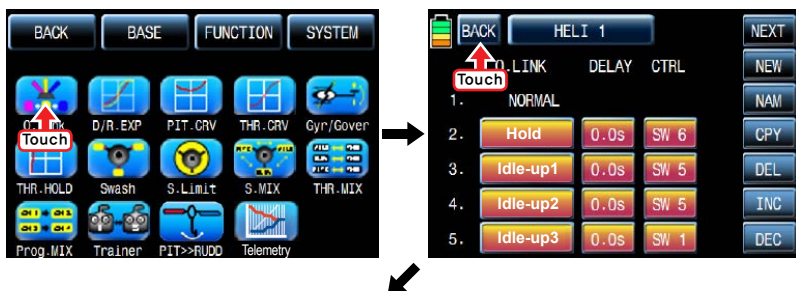 BACK BASE FUNCTION SYSTEM
Touch
D/R.EXP PIT.CRV THR.CRV Gyr/Gover
THR.HOLD Swash S.Limit S.MIX THR.MIX
Prog.MIX Trainer PIT>>RUDD Telemetry
BACK HELI 1 NEXT
Touch
.LINK DELAY CTRL NEW
1. NORMAL NAM
2. Hold 0.0s SW 6 CPY
3. Idle-up1 0.0s SW 5 DEL
4. Idle-up2 0.0s SW 5 INC
5. Idle-up3 0.0s SW 1 DEC